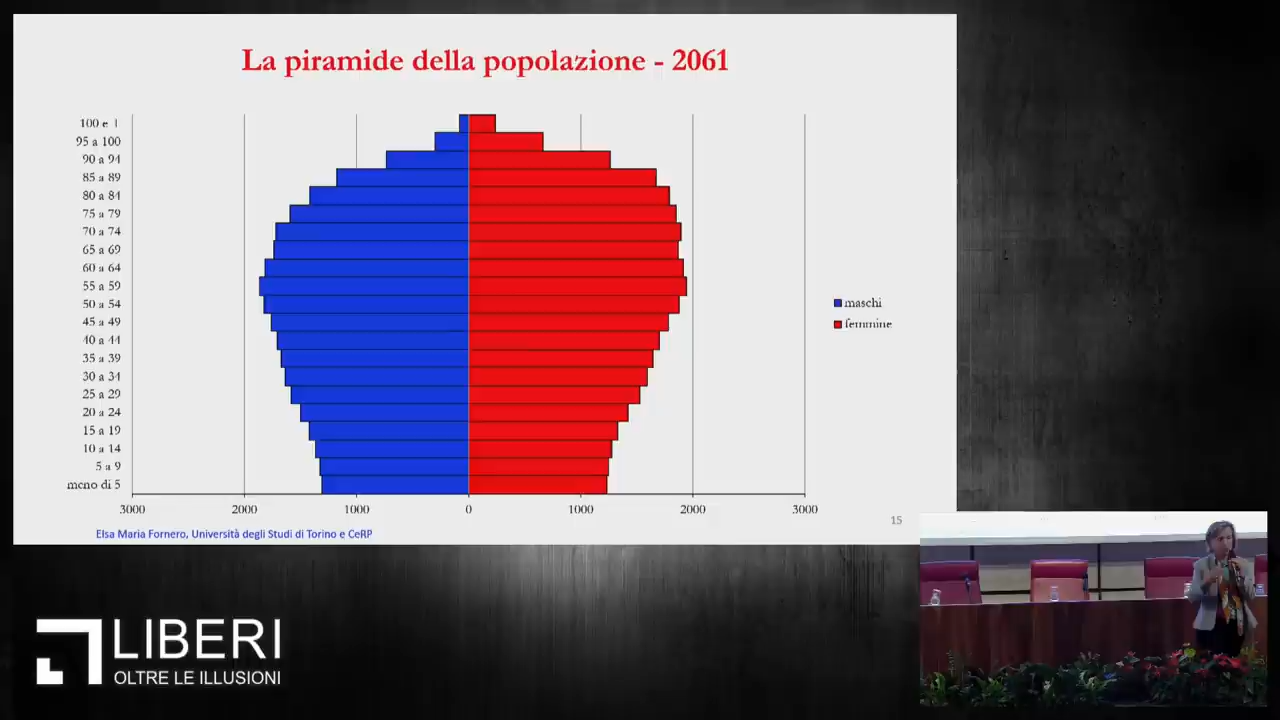 La piramide della popolazione - 2061
100 e
95 a 100
90 a 94
85 a 89
80 a 84
75 a 79
70 a 74
65 a 69
60 a 64
55 a 59
50 a 54
45 a 49
40 a 44
35 a 39
30 a 34
25 a 29
20 a 24
15 a 19
10 a 14
5 a 9
meno di 5
3000 2000 1000 0 1000 2000 3000
maschi
femmine
Elsa Maria Fornero, Università degli Studi di Torino e CeRP
15
LIBERI
OLTRE LE ILLUSIONI